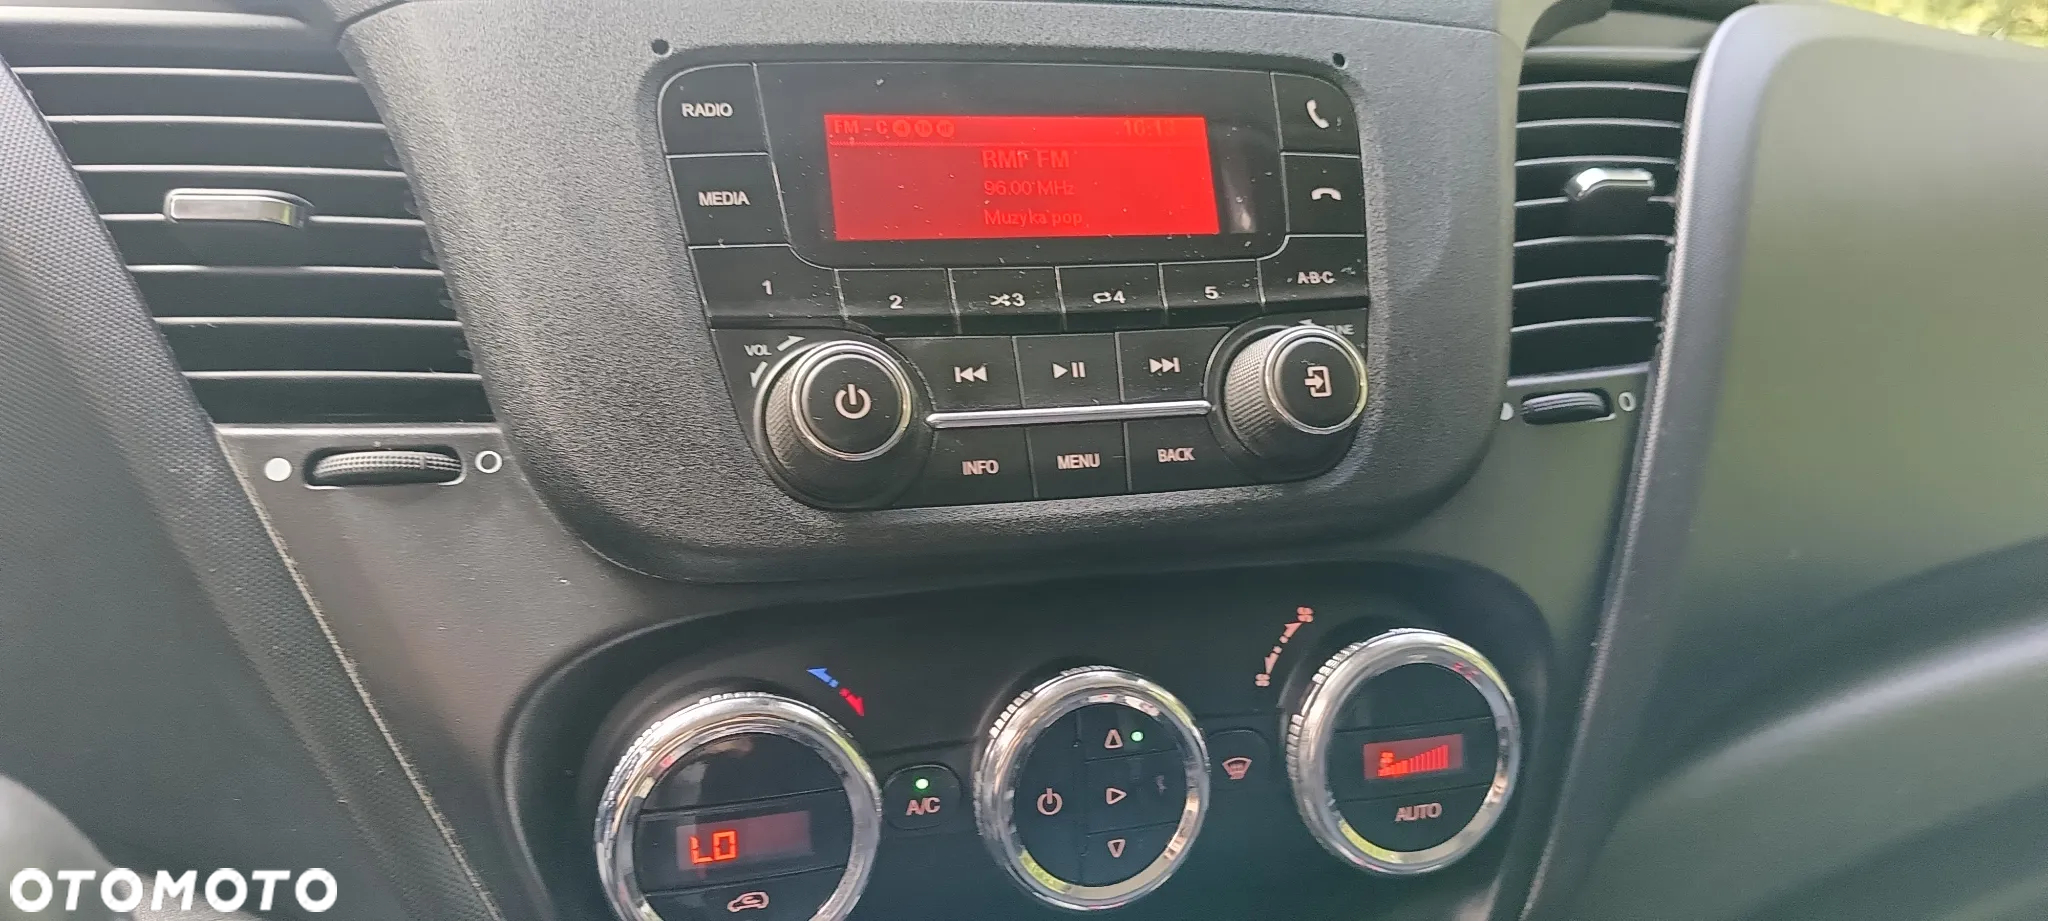 RADIO
MEDIA
FM - C
10:13
RMF FM
96.00 MHz
Muzyka pop
1
2
3
4
5
A-B-C
VOL
INFO
MENU
BACK
A/C
LO
AUTO
OTOMOTO